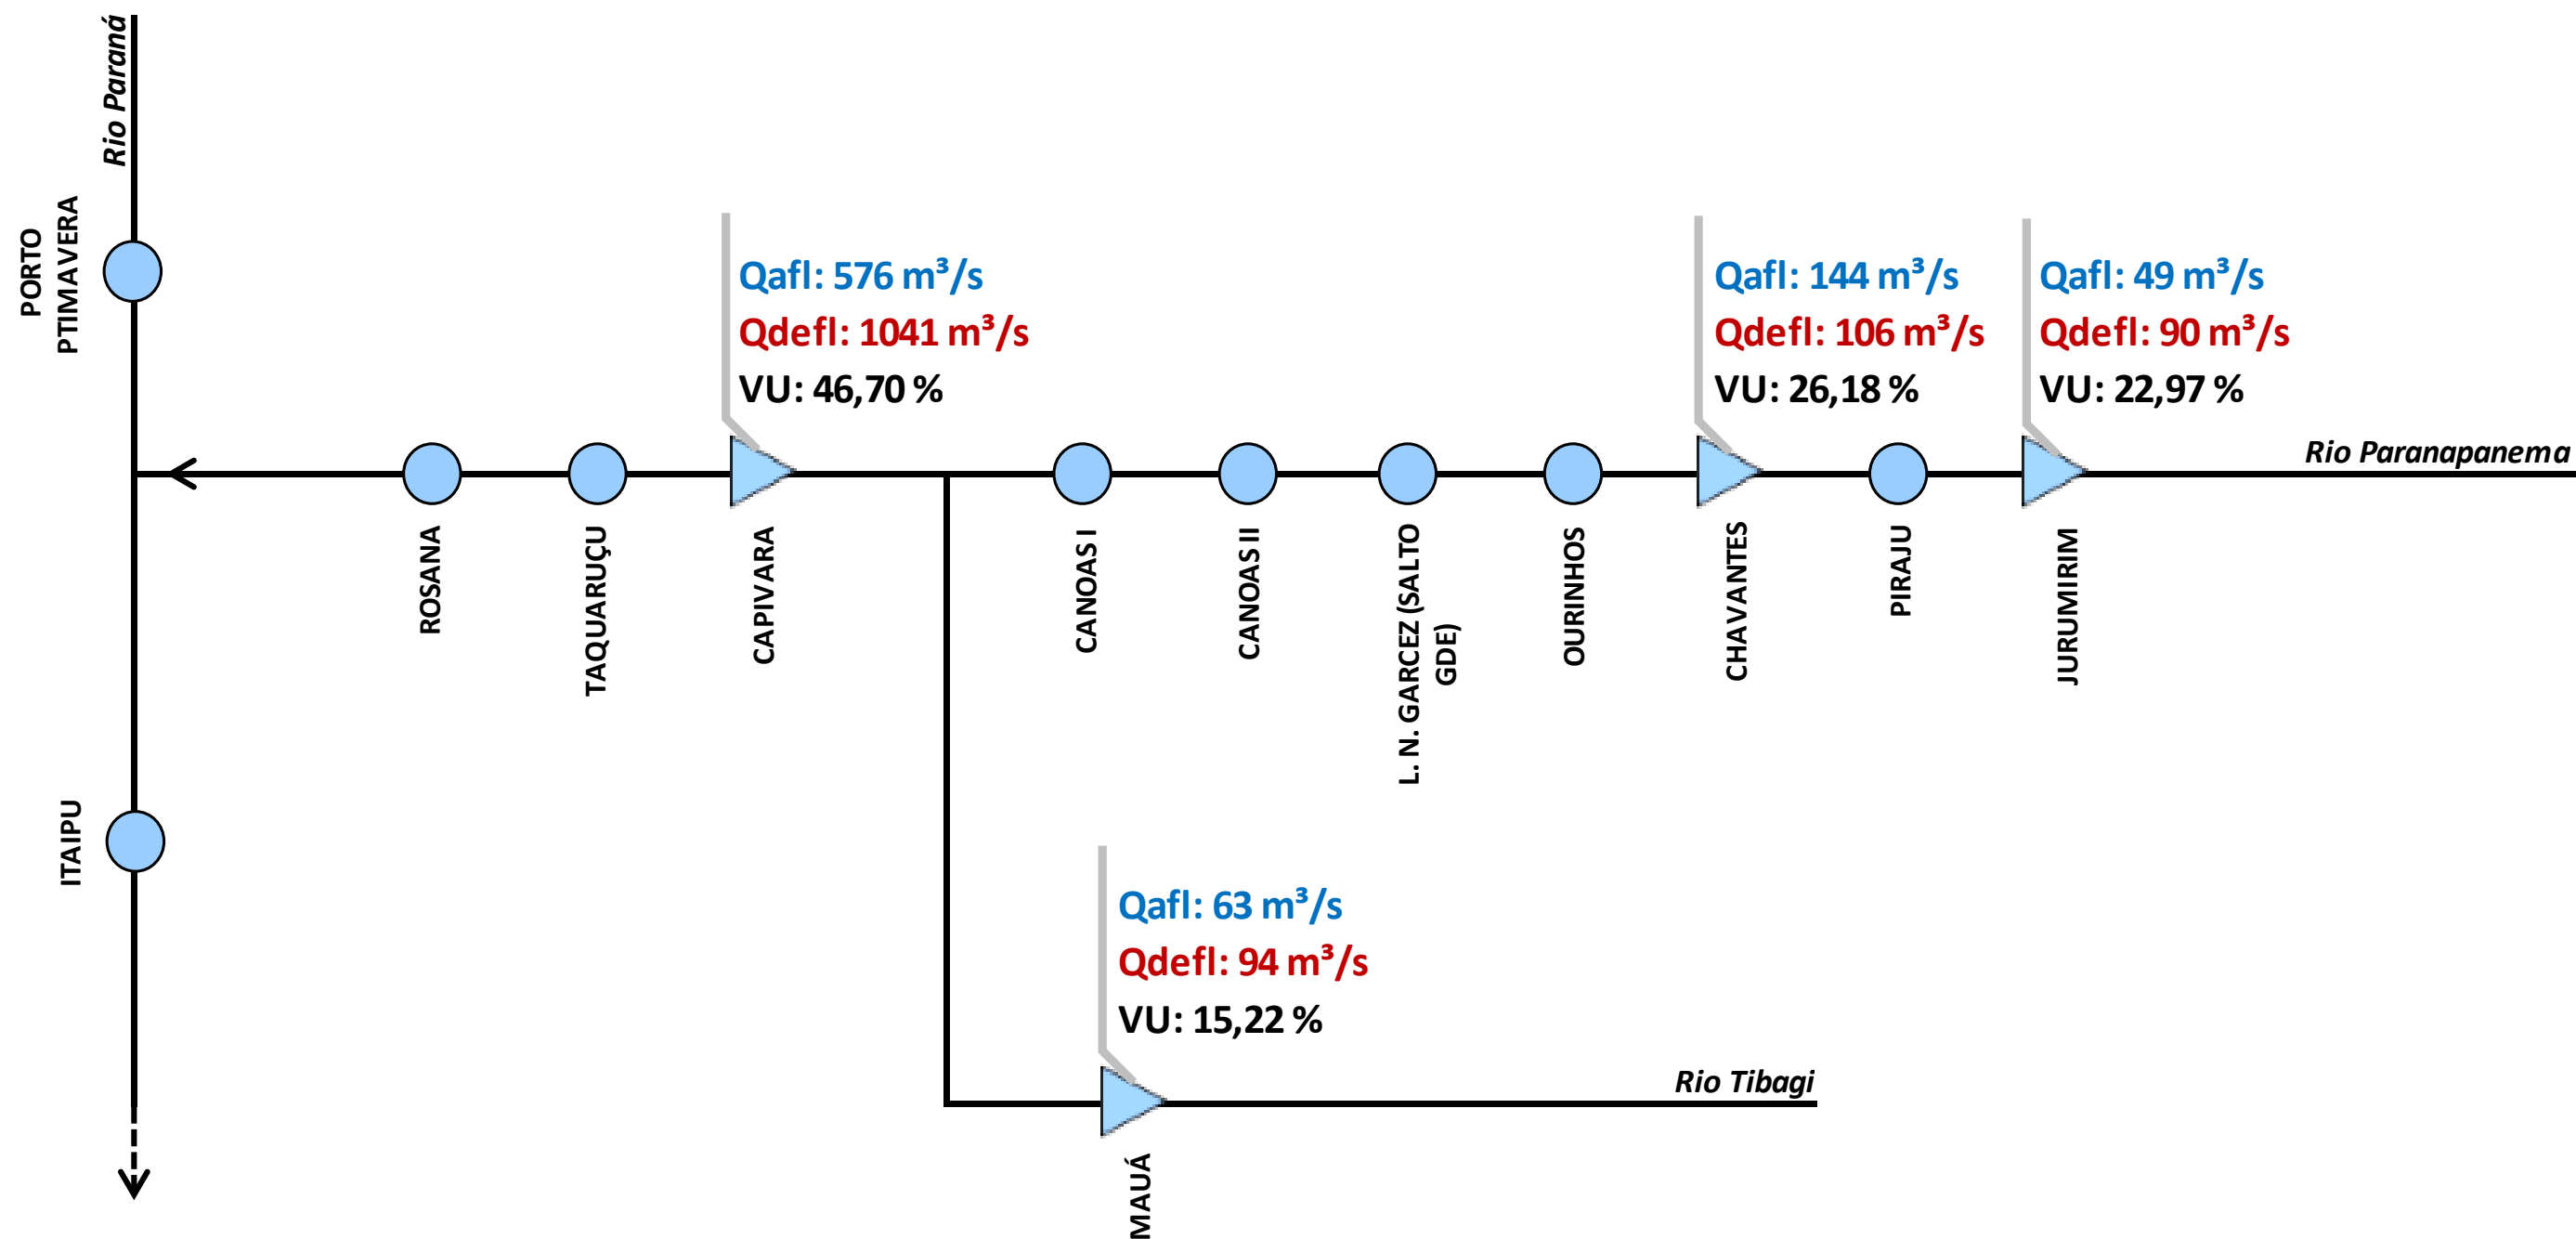 Rio Paraná
PORTO
PTIMAVERA
Qafl: 576 m³/s
Qdefl: 1041 m³/s
VU: 46,70 %
Qafl: 144 m³/s
Qdefl: 106 m³/s
VU: 26,18 %
Qafl: 49 m³/s
Qdefl: 90 m³/s
VU: 22,97 %
Rio Paranapanema
ROSANA
TAQUARUÇU
CAPIVARA
CANOAS I
CANOAS II
L. N. GARCEZ (SALTO
GDE)
OURINHOS
CHAVANTES
PIRAJU
JURUMIRIM
ITAIPU
Qafl: 63 m³/s
Qdefl: 94 m³/s
VU: 15,22 %
Rio Tibagi
MAUÁ